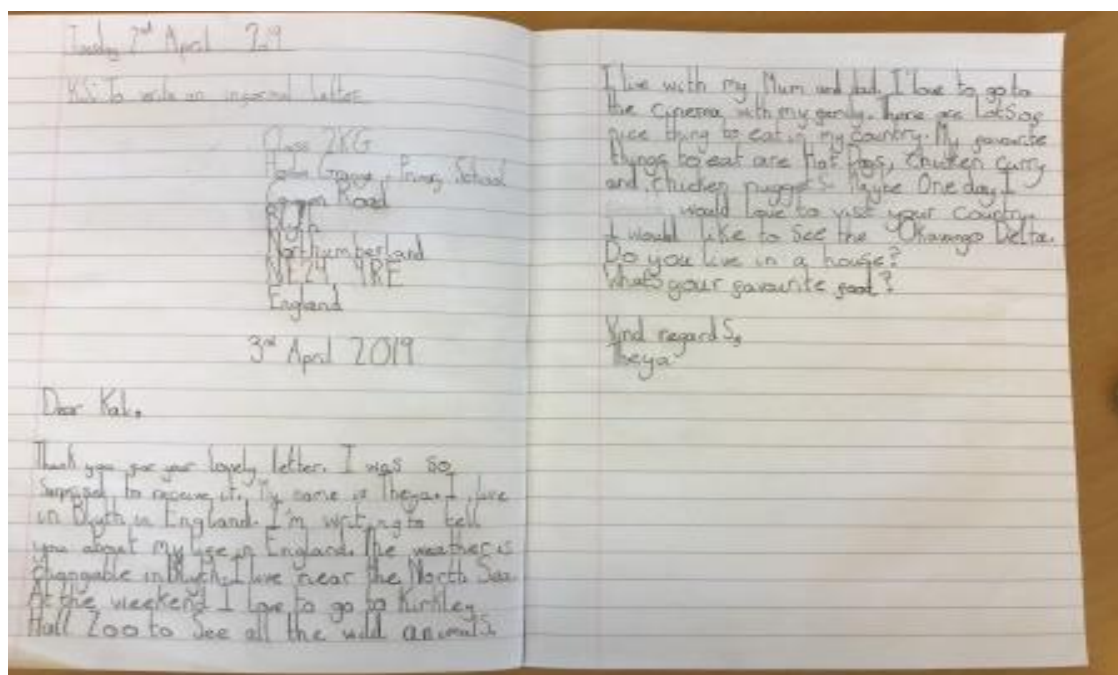 Tuesday 2nd April 2019
KS: To write an informal letter
Class 2KG
Primary School
Road
Blyth
Northumberland
NE24 4RE
England
3rd April 2019
Dear Kal,
Thank you for your lovely letter. I was so
surprised to receive it. My name is Theya. I live
in Blyth in England. I'm writing to tell
you about my life in England. The weather is
changable in Blyth. I live near the North Sea.
At the weekend I love to go to Kirkley
Hall Zoo to See all the wild animals.
I live with my Mum and dad. I love to go to
the cinema with my family. There are Lots of
nice thing to eat in my country. My favourite
things to eat are Hot Dogs, Chicken curry
and chicken nuggets. Maybe One day I
would love to visit your Country.
I would like to See the Okavango Delta.
Do you live in a house?
Whats your favourite food?
Kind regards,
Theya